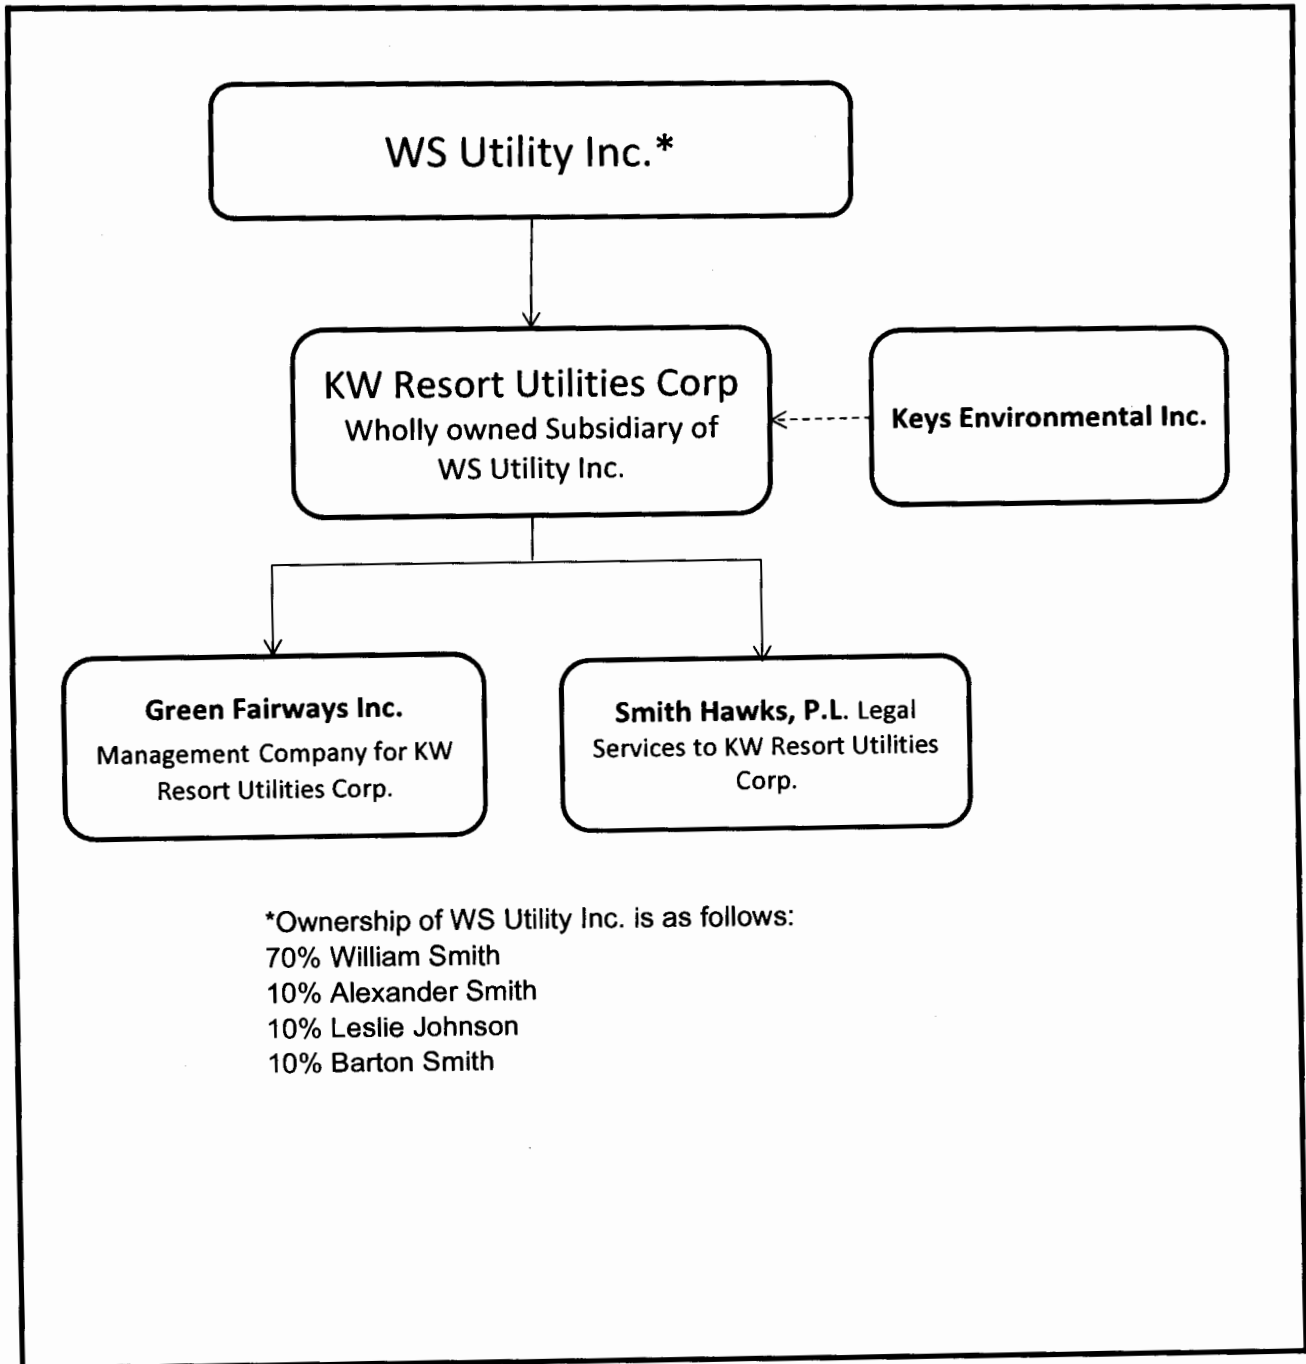 WS Utility Inc.*
KW Resort Utilities Corp
Wholly owned Subsidiary of
WS Utility Inc.
Keys Environmental Inc.
Green Fairways Inc.
Management Company for KW
Resort Utilities Corp.
Smith Hawks, P.L. Legal
Services to KW Resort Utilities
Corp.
*Ownership of WS Utility Inc. is as follows:
70% William Smith
10% Alexander Smith
10% Leslie Johnson
10% Barton Smith